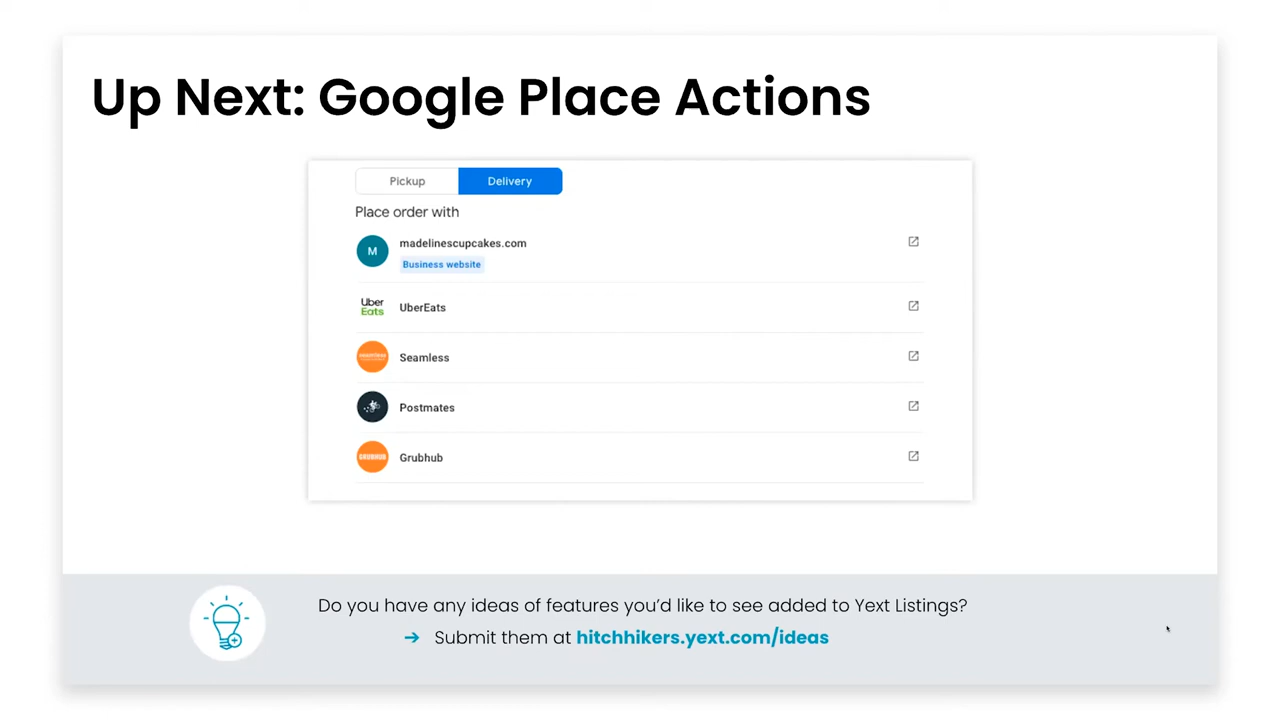 Up Next: Google Place Actions
Pickup
Delivery
Place order with
M
madelinescupcakes.com
Business website
Uber
Eats
UberEats
Seamless
Postmates
GRUBHUB
Grubhub
Do you have any ideas of features you’d like to see added to Yext Listings?
➔ Submit them at hitchhikers.yext.com/ideas